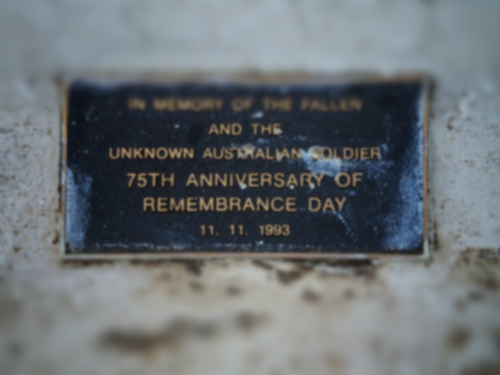 IN MEMORY OF THE FALLEN
AND THE
UNKNOWN AUSTRALIAN SOLDIER
75TH ANNIVERSARY OF
REMEMBRANCE DAY
11. 11. 1993